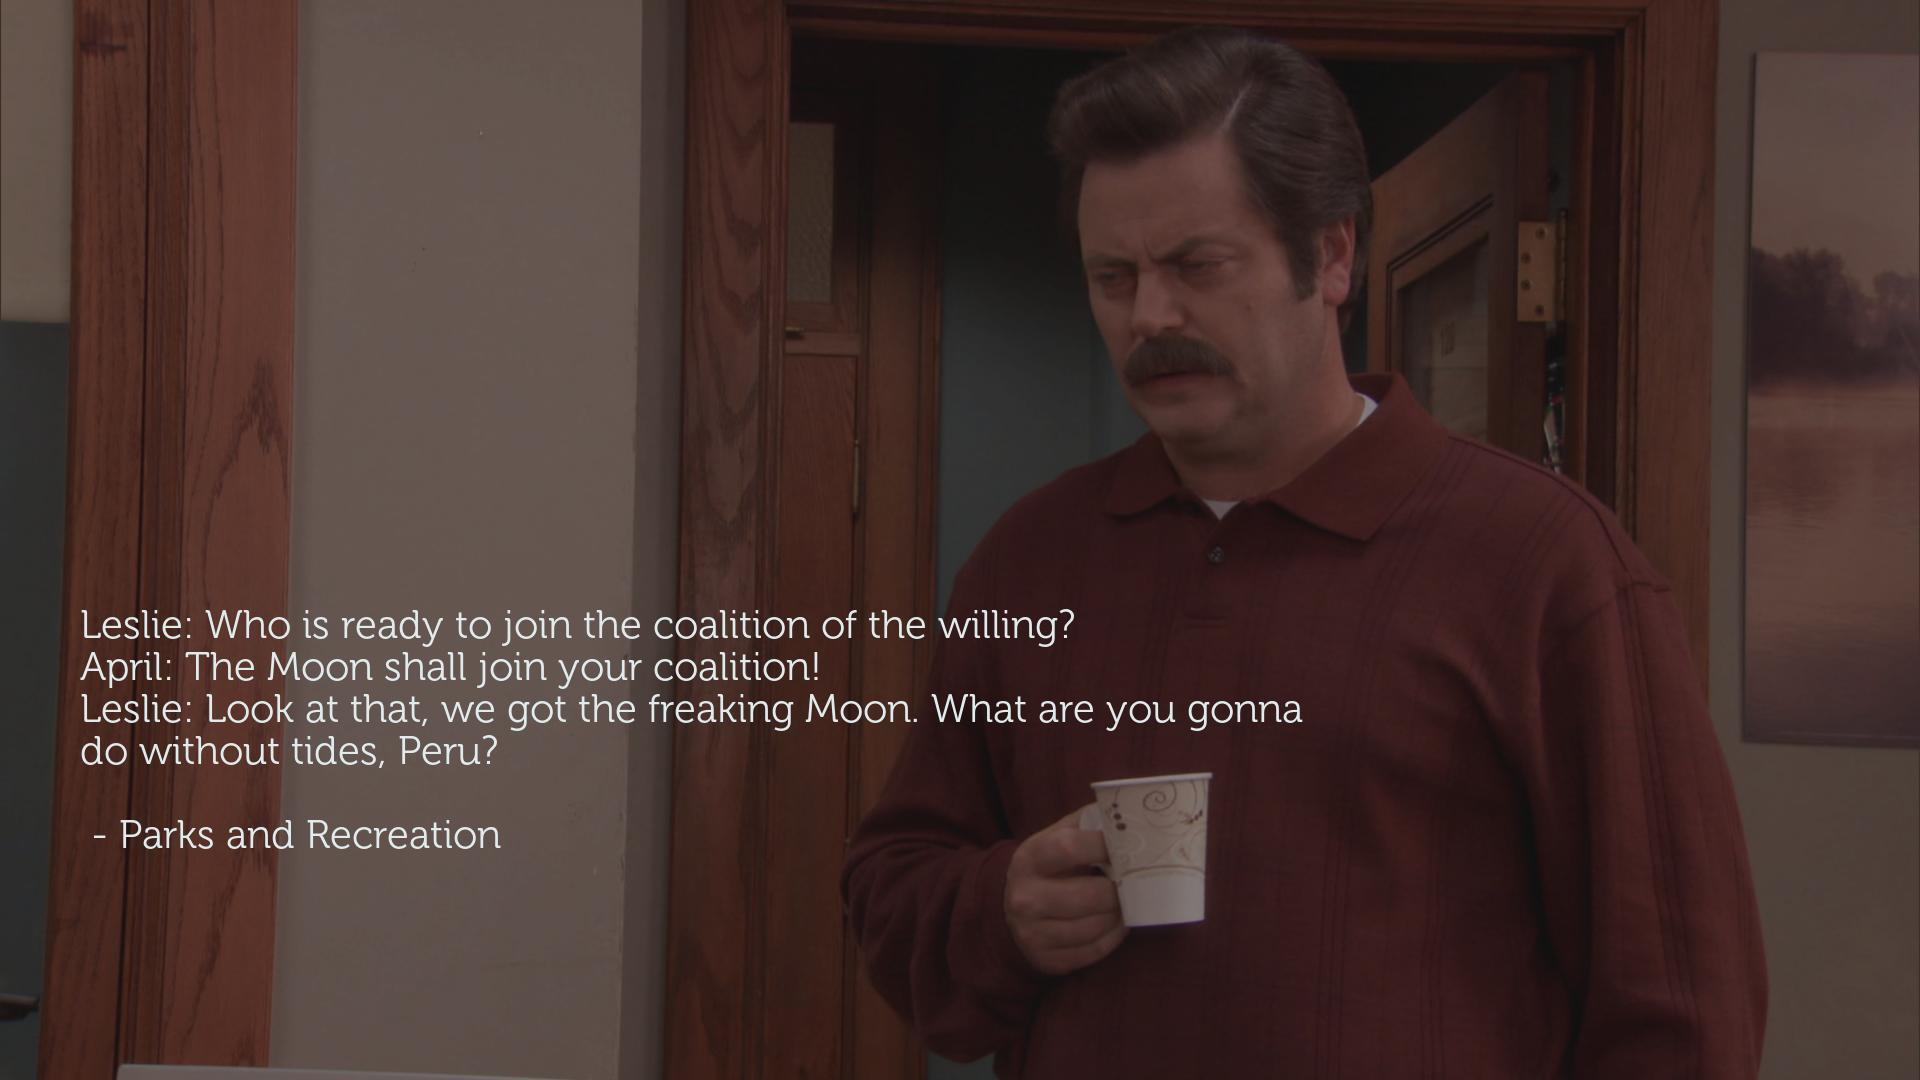 Leslie: Who is ready to join the coalition of the willing?
April: The Moon shall join your coalition!
Leslie: Look at that, we got the freaking Moon. What are you gonna
do without tides, Peru?
- Parks and Recreation